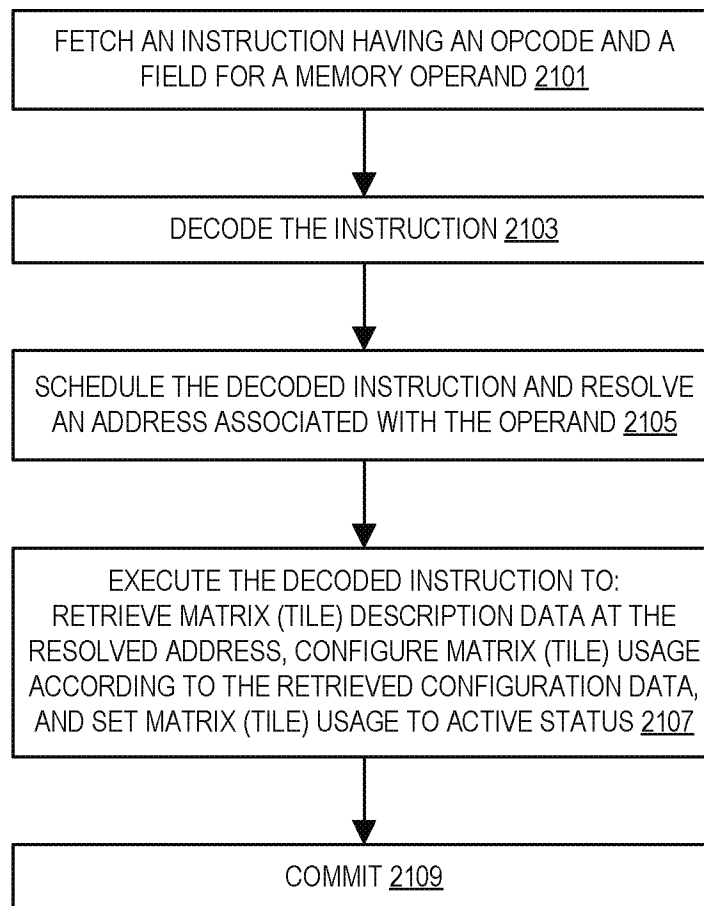 FETCH AN INSTRUCTION HAVING AN OPCODE AND A
FIELD FOR A MEMORY OPERAND 2101
DECODE THE INSTRUCTION 2103
SCHEDULE THE DECODED INSTRUCTION AND RESOLVE
AN ADDRESS ASSOCIATED WITH THE OPERAND 2105
EXECUTE THE DECODED INSTRUCTION TO:
RETRIEVE MATRIX (TILE) DESCRIPTION DATA AT THE
RESOLVED ADDRESS, CONFIGURE MATRIX (TILE) USAGE
ACCORDING TO THE RETRIEVED CONFIGURATION DATA,
AND SET MATRIX (TILE) USAGE TO ACTIVE STATUS 2107
COMMIT 2109